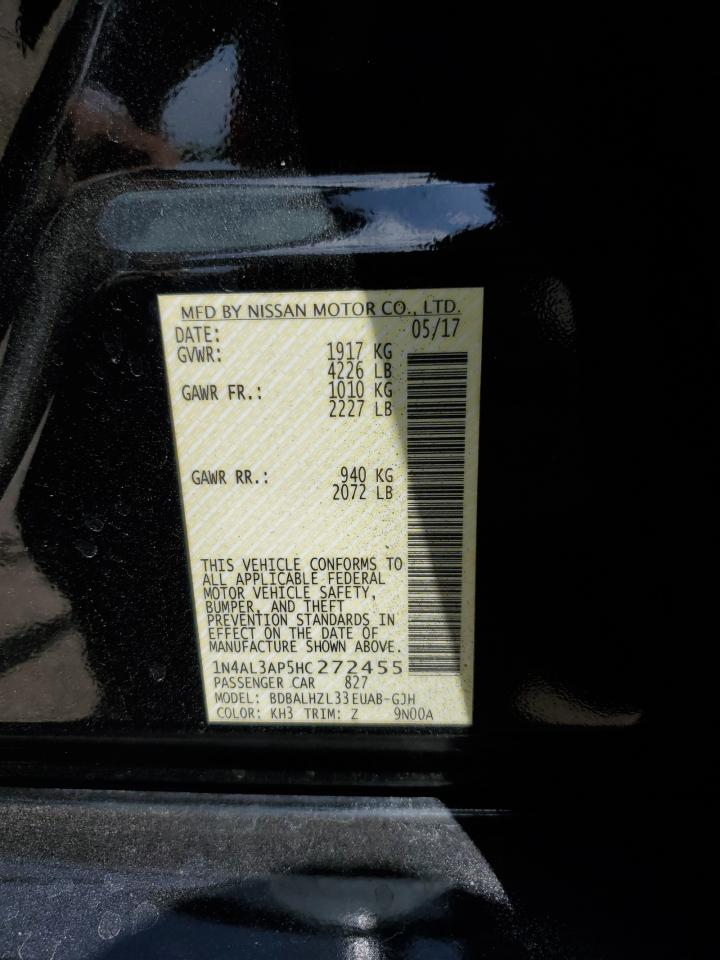 MFD BY NISSAN MOTOR CO., LTD.
DATE: 05/17
GVWR: 1917 KG
4226 LB
GAWR FR.: 1010 KG
2227 LB
GAWR RR.: 940 KG
2072 LB
THIS VEHICLE CONFORMS TO
ALL APPLICABLE FEDERAL
MOTOR VEHICLE SAFETY,
BUMPER, AND THEFT
PREVENTION STANDARDS IN
EFFECT ON THE DATE OF
MANUFACTURE SHOWN ABOVE.
1N4AL3AP5HC272455
PASSENGER CAR 827
MODEL: BDBALHZL33EUAB-GJH
COLOR: KH3 TRIM: Z 9N00A